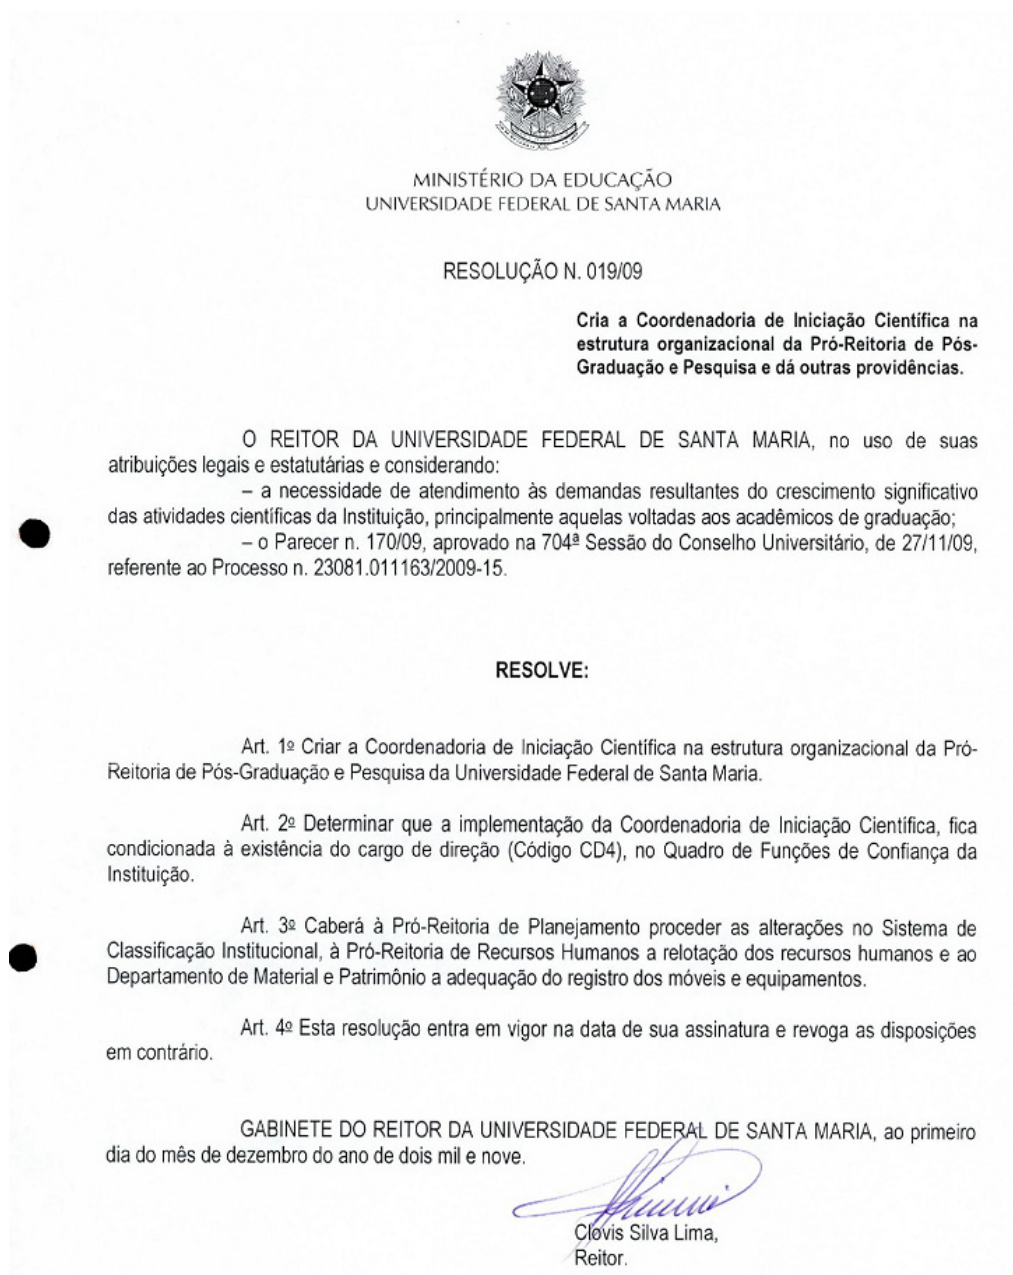 MINISTÉRIO DA EDUCAÇÃO
UNIVERSIDADE FEDERAL DE SANTA MARIA
RESOLUÇÃO N. 019/09
Cria a Coordenadoria de Iniciação Científica na
estrutura organizacional da Pró-Reitoria de Pós-
Graduação e Pesquisa e dá outras providências.
O REITOR DA UNIVERSIDADE FEDERAL DE SANTA MARIA, no uso de suas
atribuições legais e estatutárias e considerando:
– a necessidade de atendimento às demandas resultantes do crescimento significativo
das atividades científicas da Instituição, principalmente aquelas voltadas aos acadêmicos de graduação;
– o Parecer n. 170/09, aprovado na 704ª Sessão do Conselho Universitário, de 27/11/09,
referente ao Processo n. 23081.011163/2009-15.
RESOLVE:
Art. 1º Criar a Coordenadoria de Iniciação Científica na estrutura organizacional da Pró-
Reitoria de Pós-Graduação e Pesquisa da Universidade Federal de Santa Maria.
Art. 2º Determinar que a implementação da Coordenadoria de Iniciação Científica, fica
condicionada à existência do cargo de direção (Código CD4), no Quadro de Funções de Confiança da
Instituição.
Art. 3º Caberá à Pró-Reitoria de Planejamento proceder as alterações no Sistema de
Classificação Institucional, à Pró-Reitoria de Recursos Humanos a relotação dos recursos humanos e ao
Departamento de Material e Patrimônio a adequação do registro dos móveis e equipamentos.
Art. 4º Esta resolução entra em vigor na data de sua assinatura e revoga as disposições
em contrário.
GABINETE DO REITOR DA UNIVERSIDADE FEDERAL DE SANTA MARIA, ao primeiro
dia do mês de dezembro do ano de dois mil e nove.
Clovis Silva Lima,
Reitor.